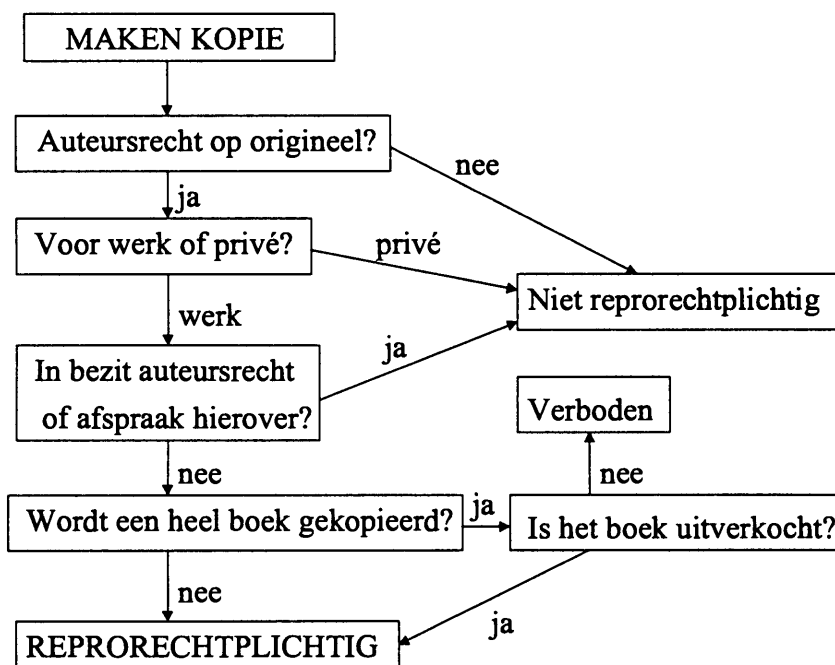 MAKEN KOPIE
Auteursrecht op origineel?
nee
ja
Voor werk of privé?
privé
Niet reprorechtplichtig
werk
ja
In bezit auteursrecht
of afspraak hierover?
Verboden
nee
nee
Wordt een heel boek gekopieerd?
ja
Is het boek uitverkocht?
nee
ja
REPRORECHTPLICHTIG